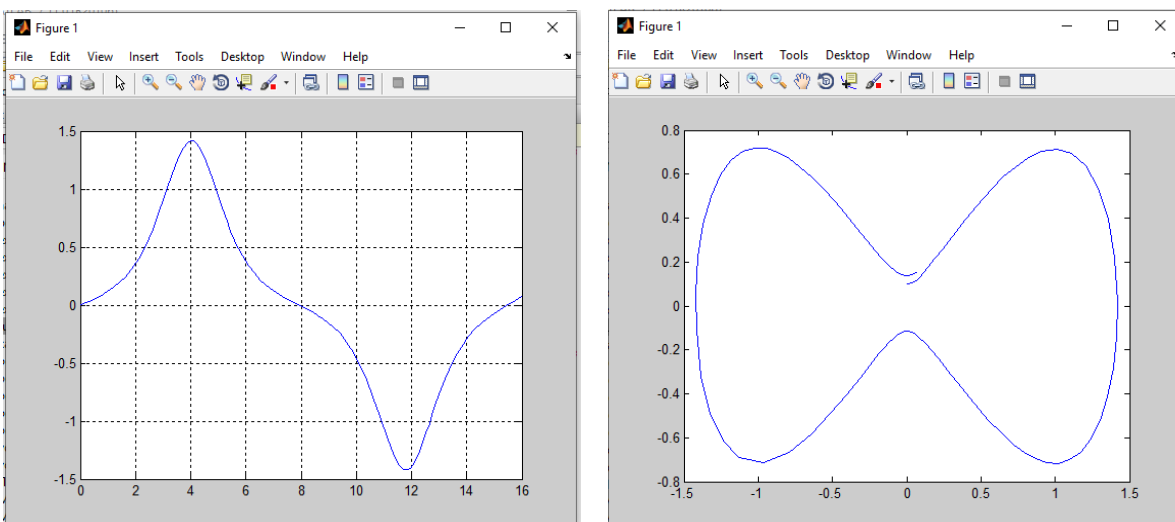 Figure 1
File Edit View Insert Tools Desktop Window Help
1.5
1
0.5
0
-0.5
-1
-1.5
0 2 4 6 8 10 12 14 16
Figure 1
File Edit View Insert Tools Desktop Window Help
0.8
0.6
0.4
0.2
0
-0.2
-0.4
-0.6
-0.8
-1.5 -1 -0.5 0 0.5 1 1.5